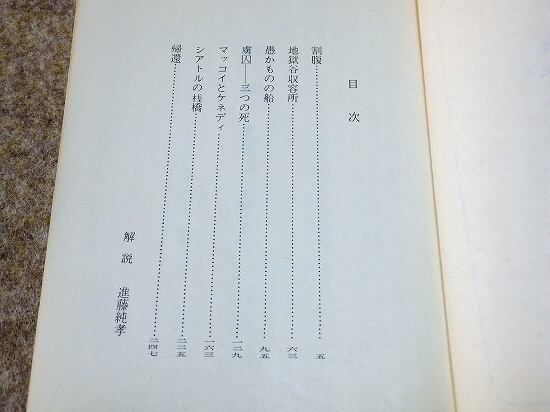 目次
割腹……五
地獄谷収容所……六三
愚かものの船……九五
虜囚――三つの死……一二九
マッコイとケネディ……一六三
シアトルの桟橋……二二五
帰還……二四七
解説 進藤純孝